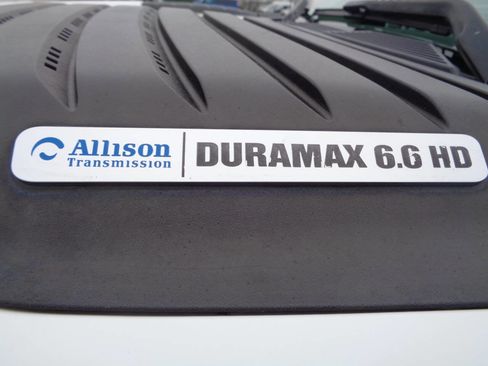 Allison
Transmission
DURAMAX 6.6 HD